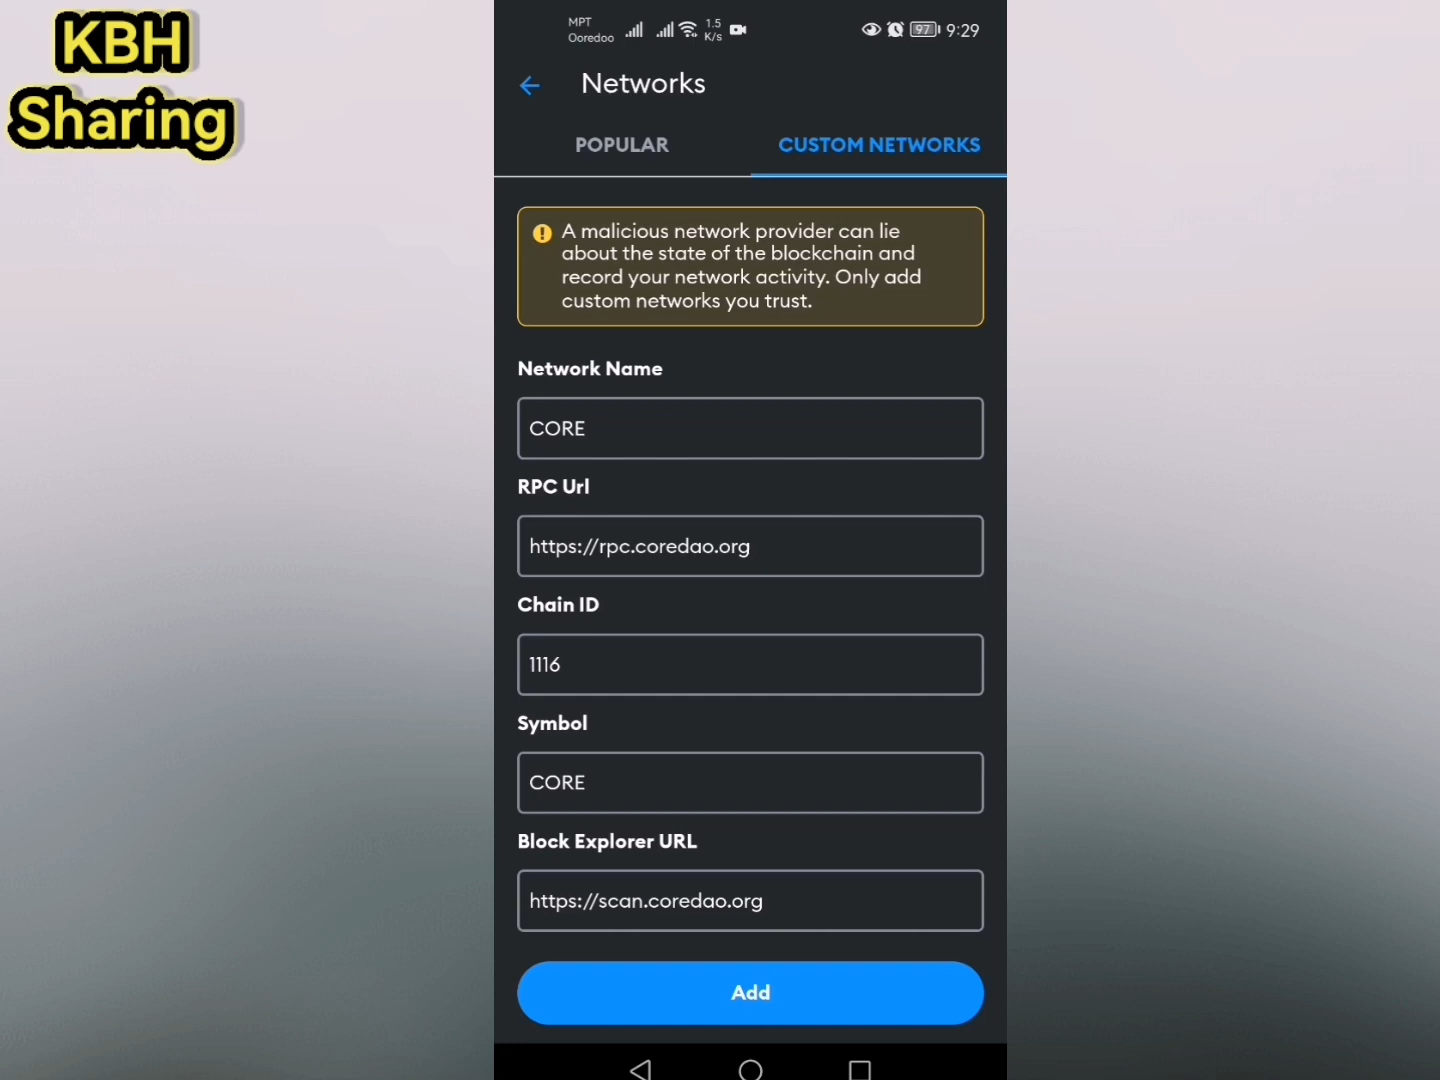 KBH
Sharing
MPT
Ooredoo
1.5
K/s
97
9:29
Networks
POPULAR
CUSTOM NETWORKS
A malicious network provider can lie
about the state of the blockchain and
record your network activity. Only add
custom networks you trust.
Network Name
CORE
RPC Url
https://rpc.coredao.org
Chain ID
1116
Symbol
CORE
Block Explorer URL
https://scan.coredao.org
Add